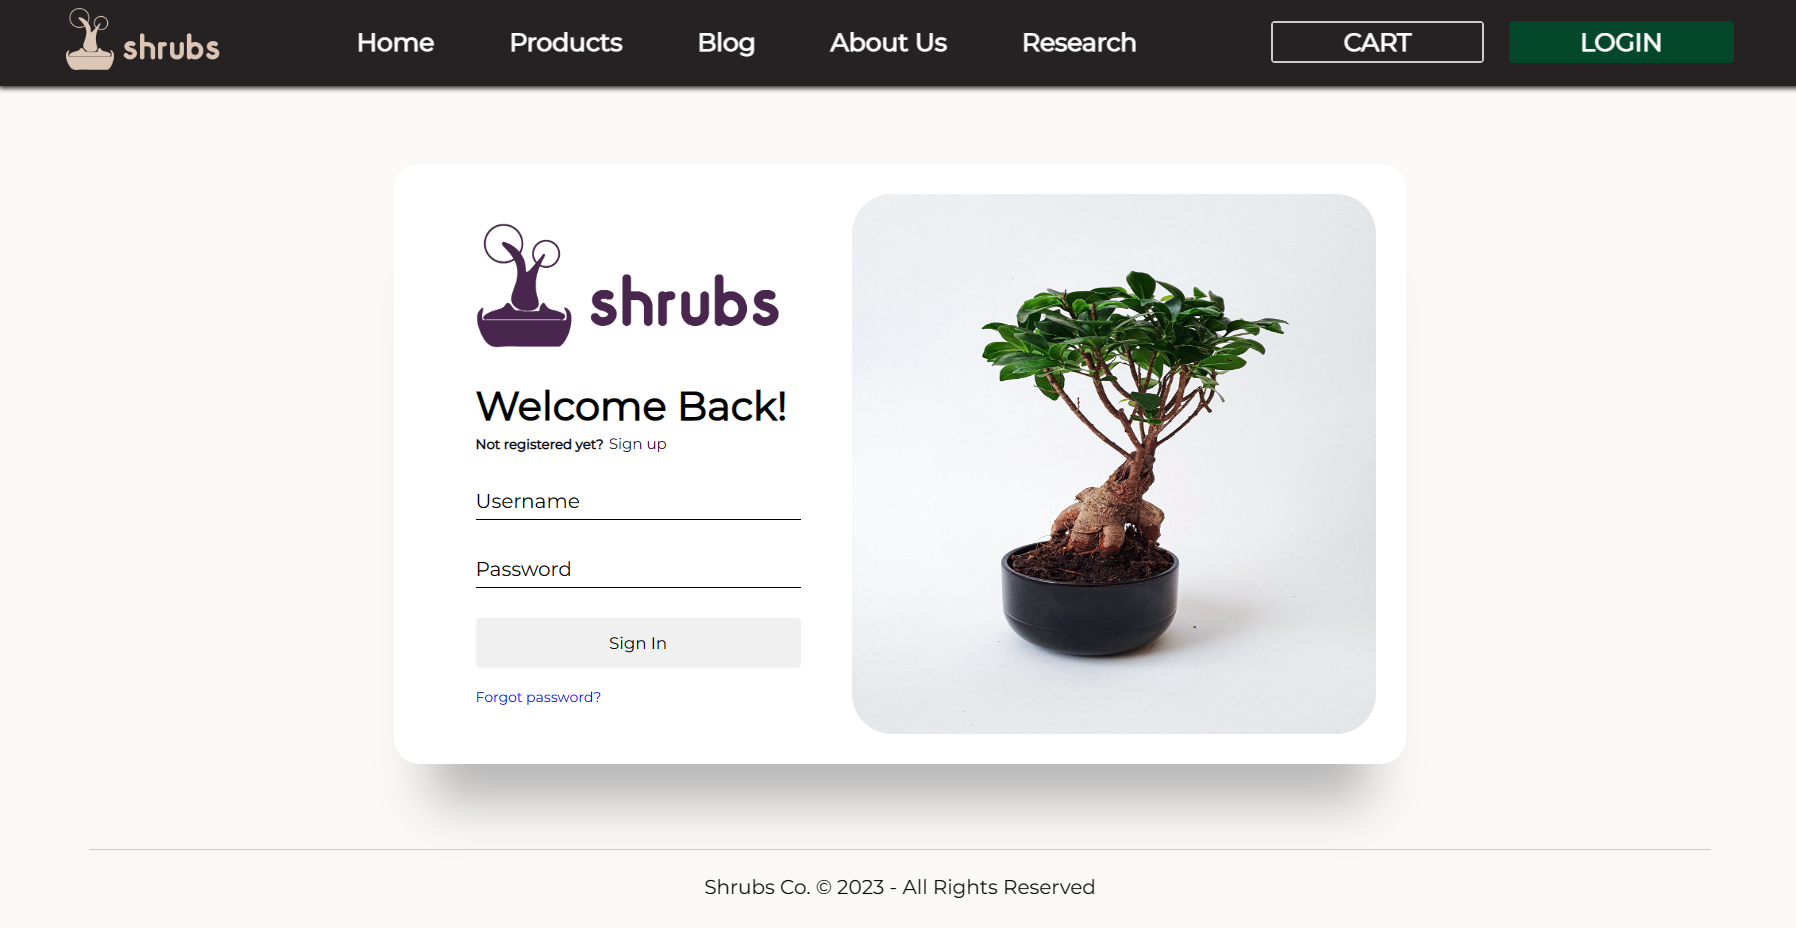 shrubs
Home
Products
Blog
About Us
Research
CART
LOGIN
shrubs
Welcome Back!
Not registered yet? Sign up
Username
Password
Sign In
Forgot password?
Shrubs Co. © 2023 - All Rights Reserved